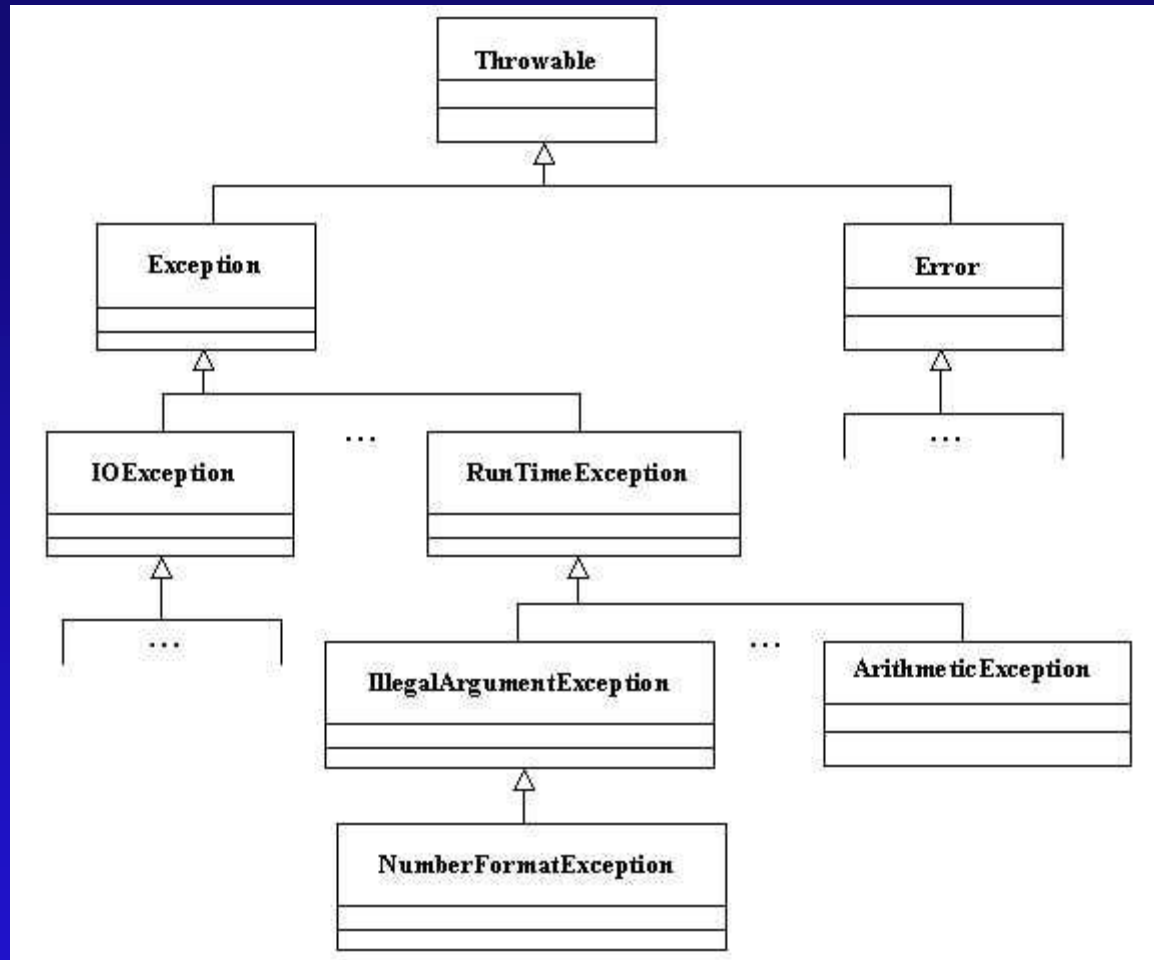 Throwable
Exception
Error
IOException
...
RunTimeException
...
...
IllegalArgumentException
...
ArithmeticException
NumberFormatException